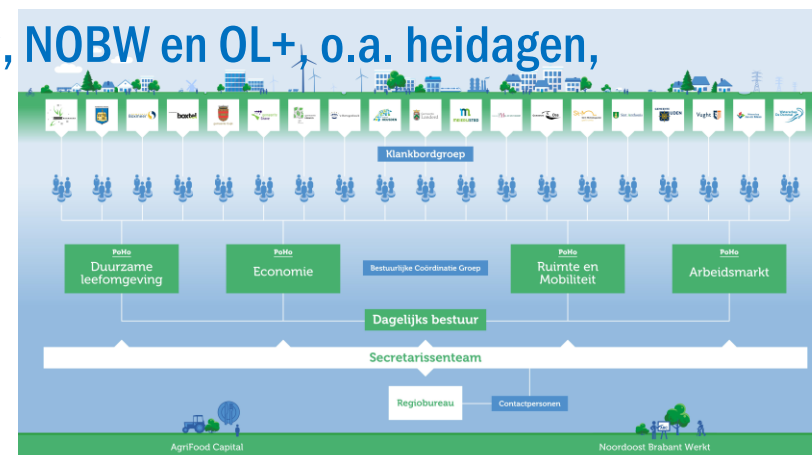 , NOBW en OL+, o.a. heidagen,
boxtel
Vught
Klankbordgroep
PoHo
Duurzame
leefomgeving
PoHo
Economie
Bestuurlijke Coördinatie Groep
PoHo
Ruimte en
Mobiliteit
PoHo
Arbeidsmarkt
Dagelijks bestuur
Secretarissenteam
Regiobureau
Contactpersonen
AgriFood Capital
Noordoost Brabant Werkt